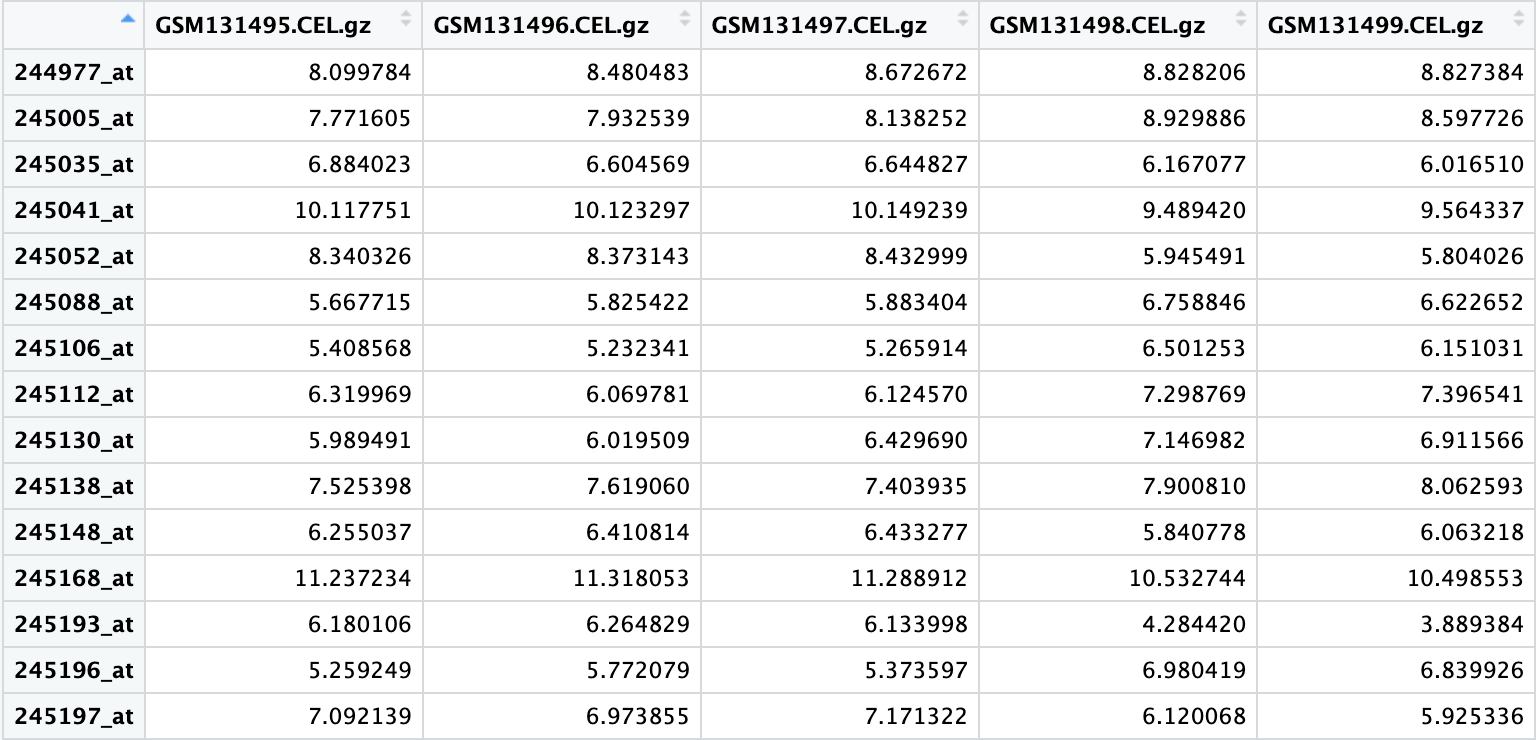 GSM131495.CEL.gz GSM131496.CEL.gz GSM131497.CEL.gz GSM131498.CEL.gz GSM131499.CEL.gz
244977_at 8.099784 8.480483 8.672672 8.828206 8.827384
245005_at 7.771605 7.932539 8.138252 8.929886 8.597726
245035_at 6.884023 6.604569 6.644827 6.167077 6.016510
245041_at 10.117751 10.123297 10.149239 9.489420 9.564337
245052_at 8.340326 8.373143 8.432999 5.945491 5.804026
245088_at 5.667715 5.825422 5.883404 6.758846 6.622652
245106_at 5.408568 5.232341 5.265914 6.501253 6.151031
245112_at 6.319969 6.069781 6.124570 7.298769 7.396541
245130_at 5.989491 6.019509 6.429690 7.146982 6.911566
245138_at 7.525398 7.619060 7.403935 7.900810 8.062593
245148_at 6.255037 6.410814 6.433277 5.840778 6.063218
245168_at 11.237234 11.318053 11.288912 10.532744 10.498553
245193_at 6.180106 6.264829 6.133998 4.284420 3.889384
245196_at 5.259249 5.772079 5.373597 6.980419 6.839926
245197_at 7.092139 6.973855 7.171322 6.120068 5.925336